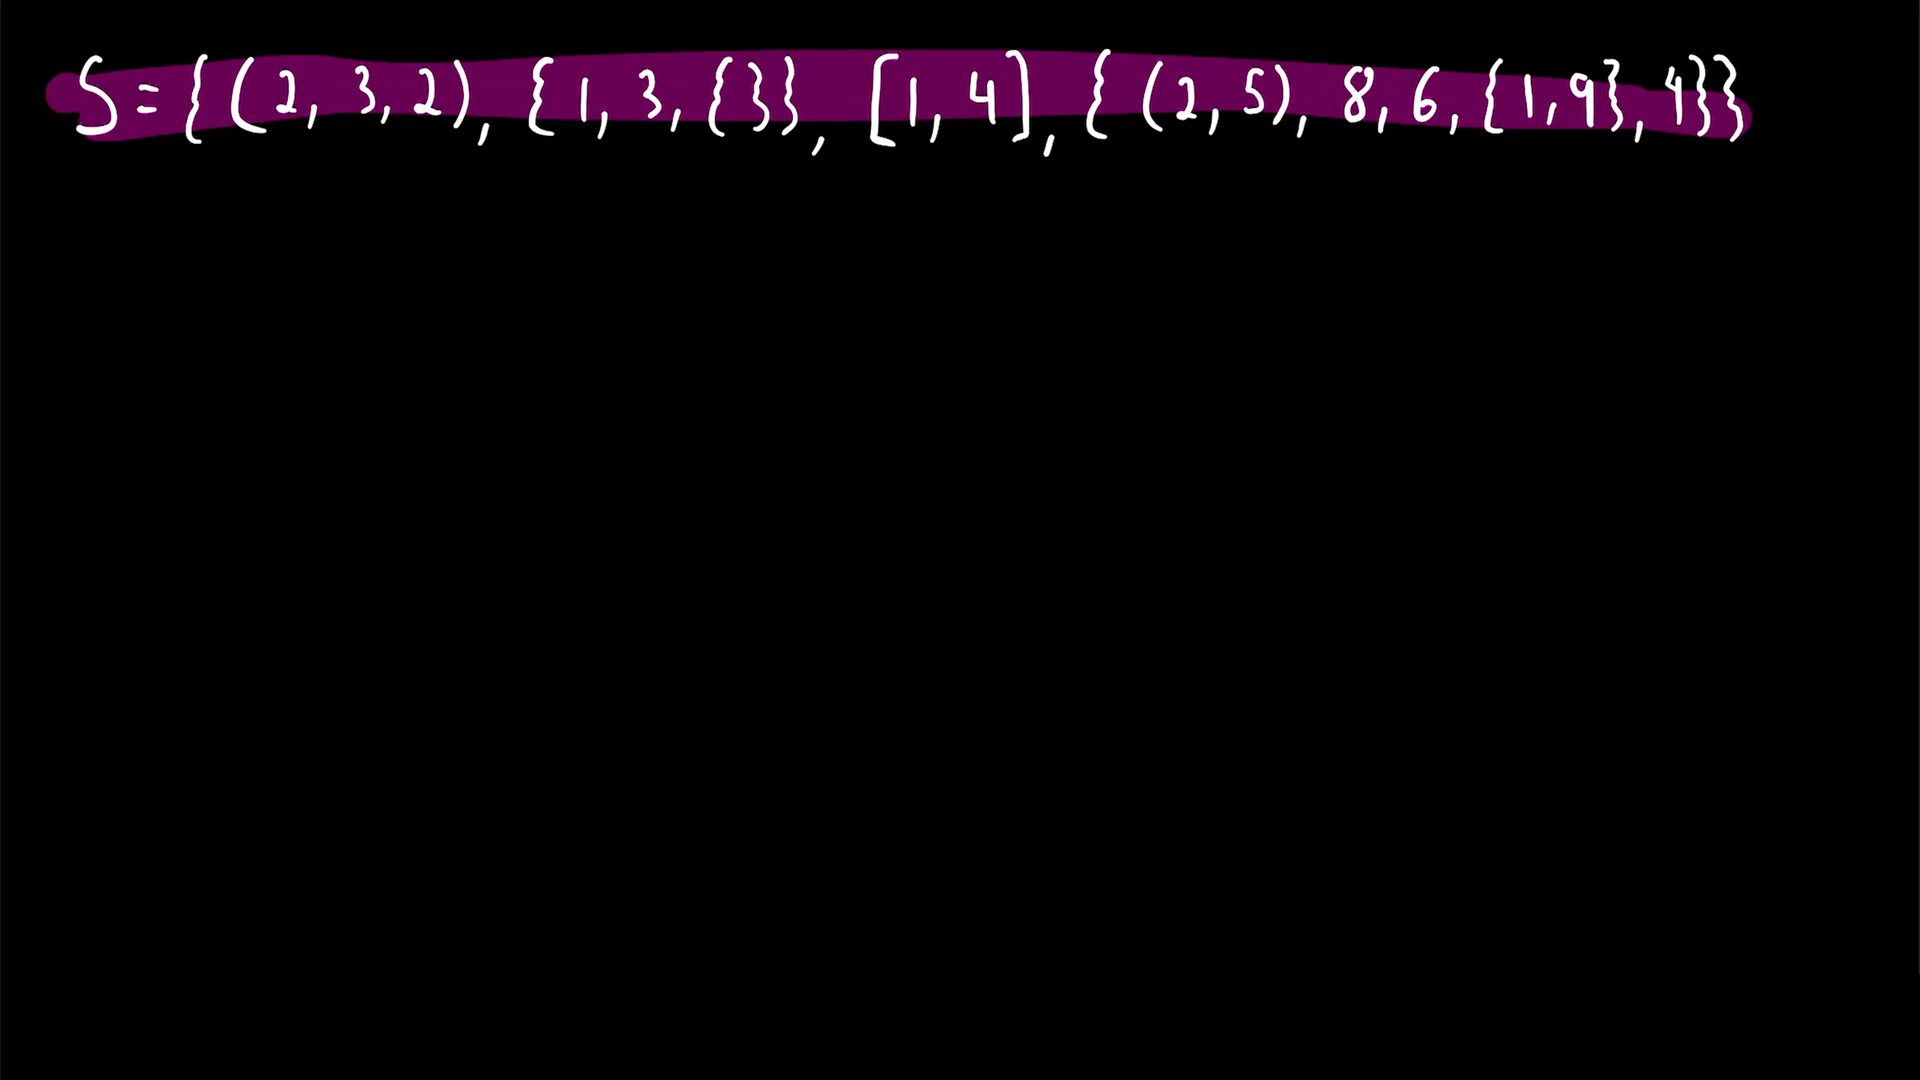 S = { (2, 3, 2), {1, 3, {}}, [1, 4], { (2, 5), 8, 6, {1, 9}, 4}}